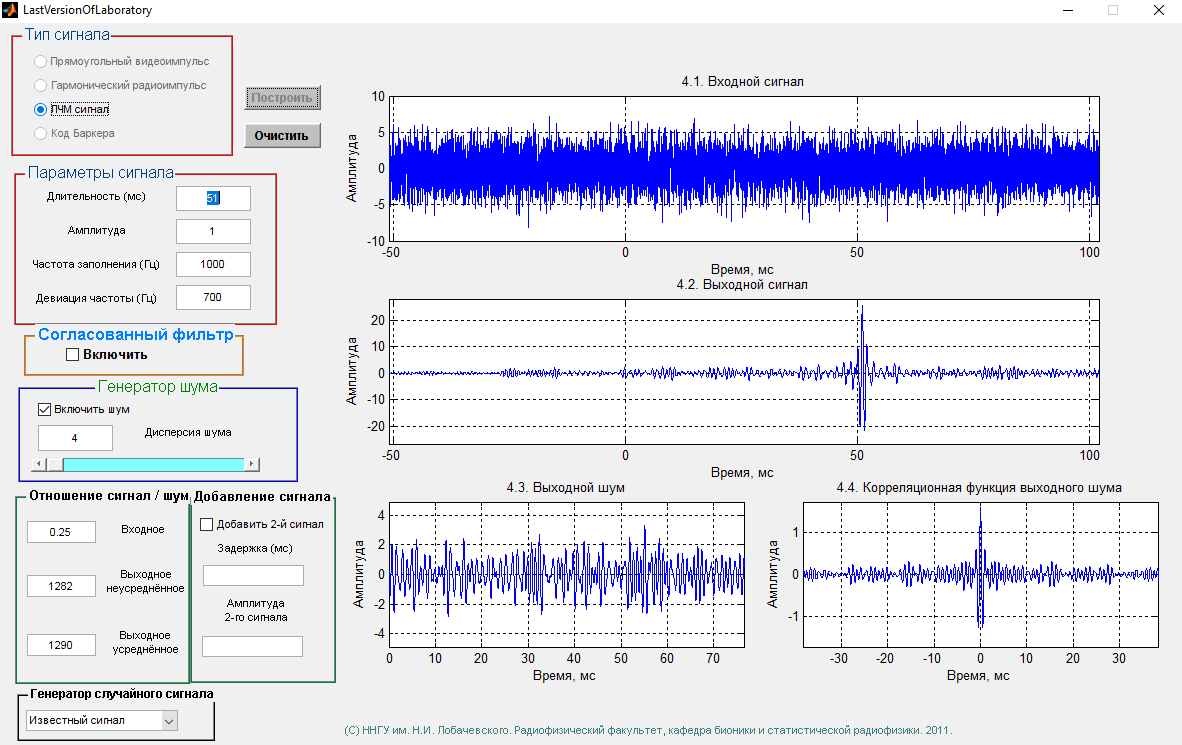 LastVersionOfLaboratory
Тип сигнала
Прямоугольный видеоимпульс
Гармонический радиоимпульс
ЛЧМ сигнал
Код Баркера
Построить
Очистить
Параметры сигнала
Длительность (мс)
51
Амплитуда
1
Частота заполнения (Гц)
1000
Девиация частоты (Гц)
700
Согласованный фильтр
Включить
Генератор шума
Включить шум
4
Дисперсия шума
Отношение сигнал / шум
0.25
Входное
1282
Выходное
неусреднённое
1290
Выходное
усреднённое
Добавление сигнала
Добавить 2-й сигнал
Задержка (мс)
Амплитуда
2-го сигнала
Генератор случайного сигнала
Известный сигнал
4.1. Входной сигнал
Амплитуда
10
5
0
-5
-10
-50
0
50
100
Время, мс
4.2. Выходной сигнал
Амплитуда
20
10
0
-10
-20
-50
0
50
100
Время, мс
4.3. Выходной шум
Амплитуда
4
2
0
-2
-4
0
10
20
30
40
50
60
70
Время, мс
4.4. Корреляционная функция выходного шума
Амплитуда
1
0
-1
-30
-20
-10
0
10
20
30
Время, мс
(С) ННГУ им. Н.И. Лобачевского. Радиофизический факультет, кафедра бионики и статистической радиофизики. 2011.